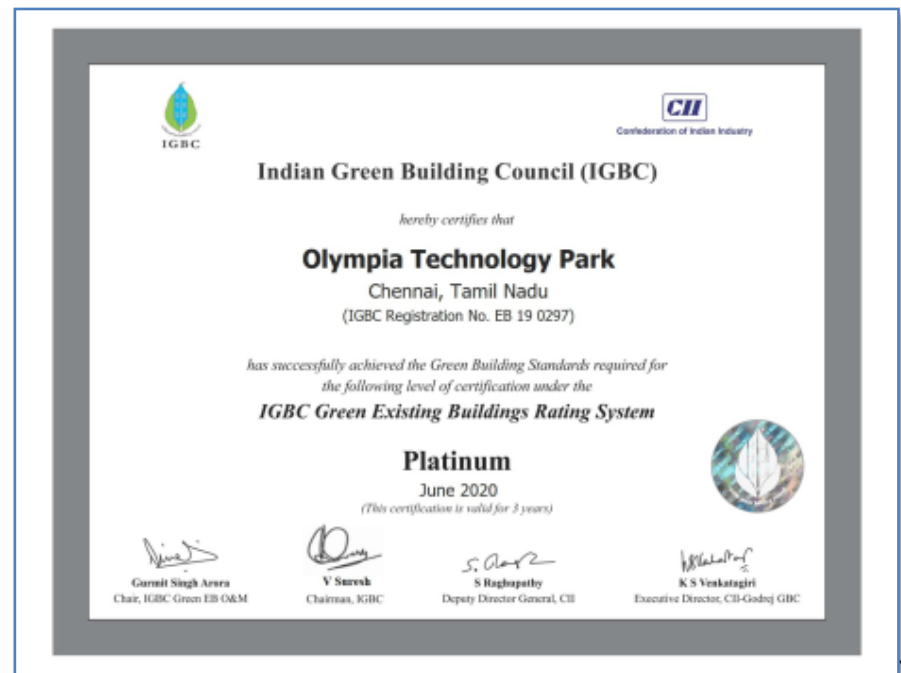 IGBC
CII
Confederation of Indian Industry
Indian Green Building Council (IGBC)
hereby certifies that
Olympia Technology Park
Chennai, Tamil Nadu
(IGBC Registration No. EB 19 0297)
has successfully achieved the Green Building Standards required for
the following level of certification under the
IGBC Green Existing Buildings Rating System
Platinum
June 2020
(This certification is valid for 3 years)
Gurmit Singh Arora
Chair, IGBC Green EB O&M
V Suresh
Chairman, IGBC
S Raghupathy
Deputy Director General, CII
K S Venkatagiri
Executive Director, CII-Godrej GBC